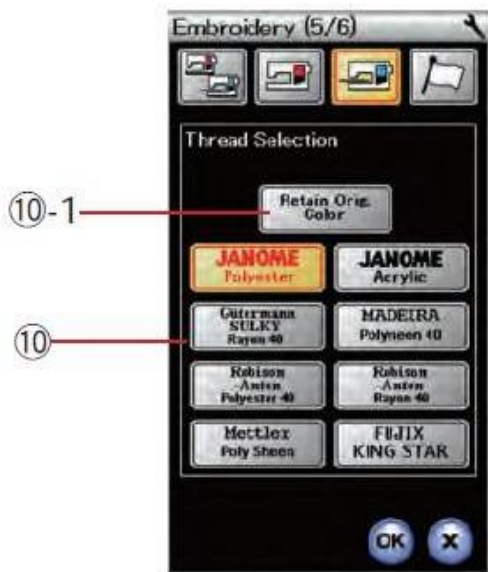 Embroidery (5/6)
Thread Selection
⑩-1
Retain Orig.
Color
JANOME
Polyester
JANOME
Acrylic
⑩
Gütermann
SULKY
Rayon 40
MADEIRA
Polyneon 40
Robison
-Anton
Polyester 40
Robison
-Anton
Rayon 40
Mettler
Poly Sheen
FUJIX
KING STAR
OK
X